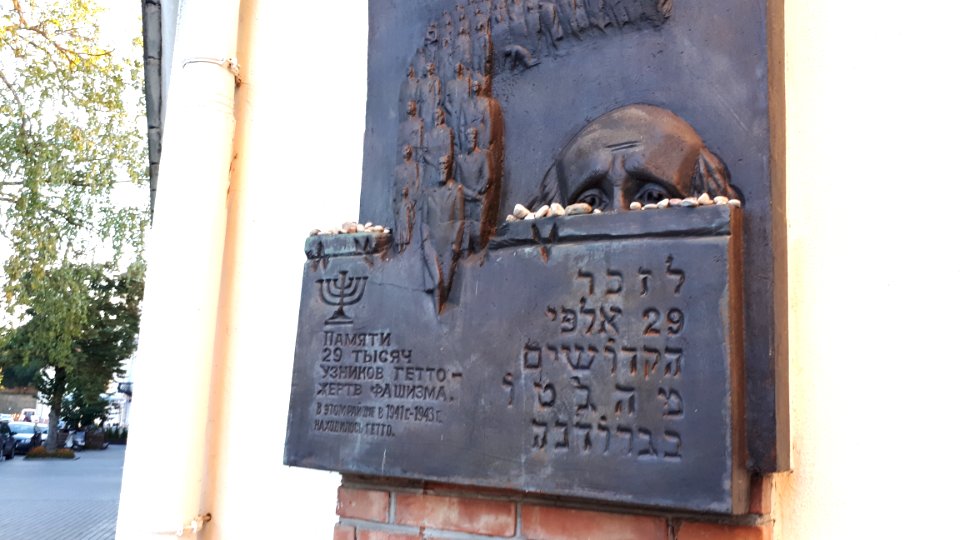 ПАМЯТИ
29 ТЫСЯЧ
УЗНИКОВ ГЕТТО –
ЖЕРТВ ФАШИЗМА.
В ЭТОМ РАЙОНЕ В 1941 Г.-1943 Г.
НАХОДИЛОСЬ ГЕТТО.
לזכר
29 אלפי
הקדושים
מהגטו
בגרודנה